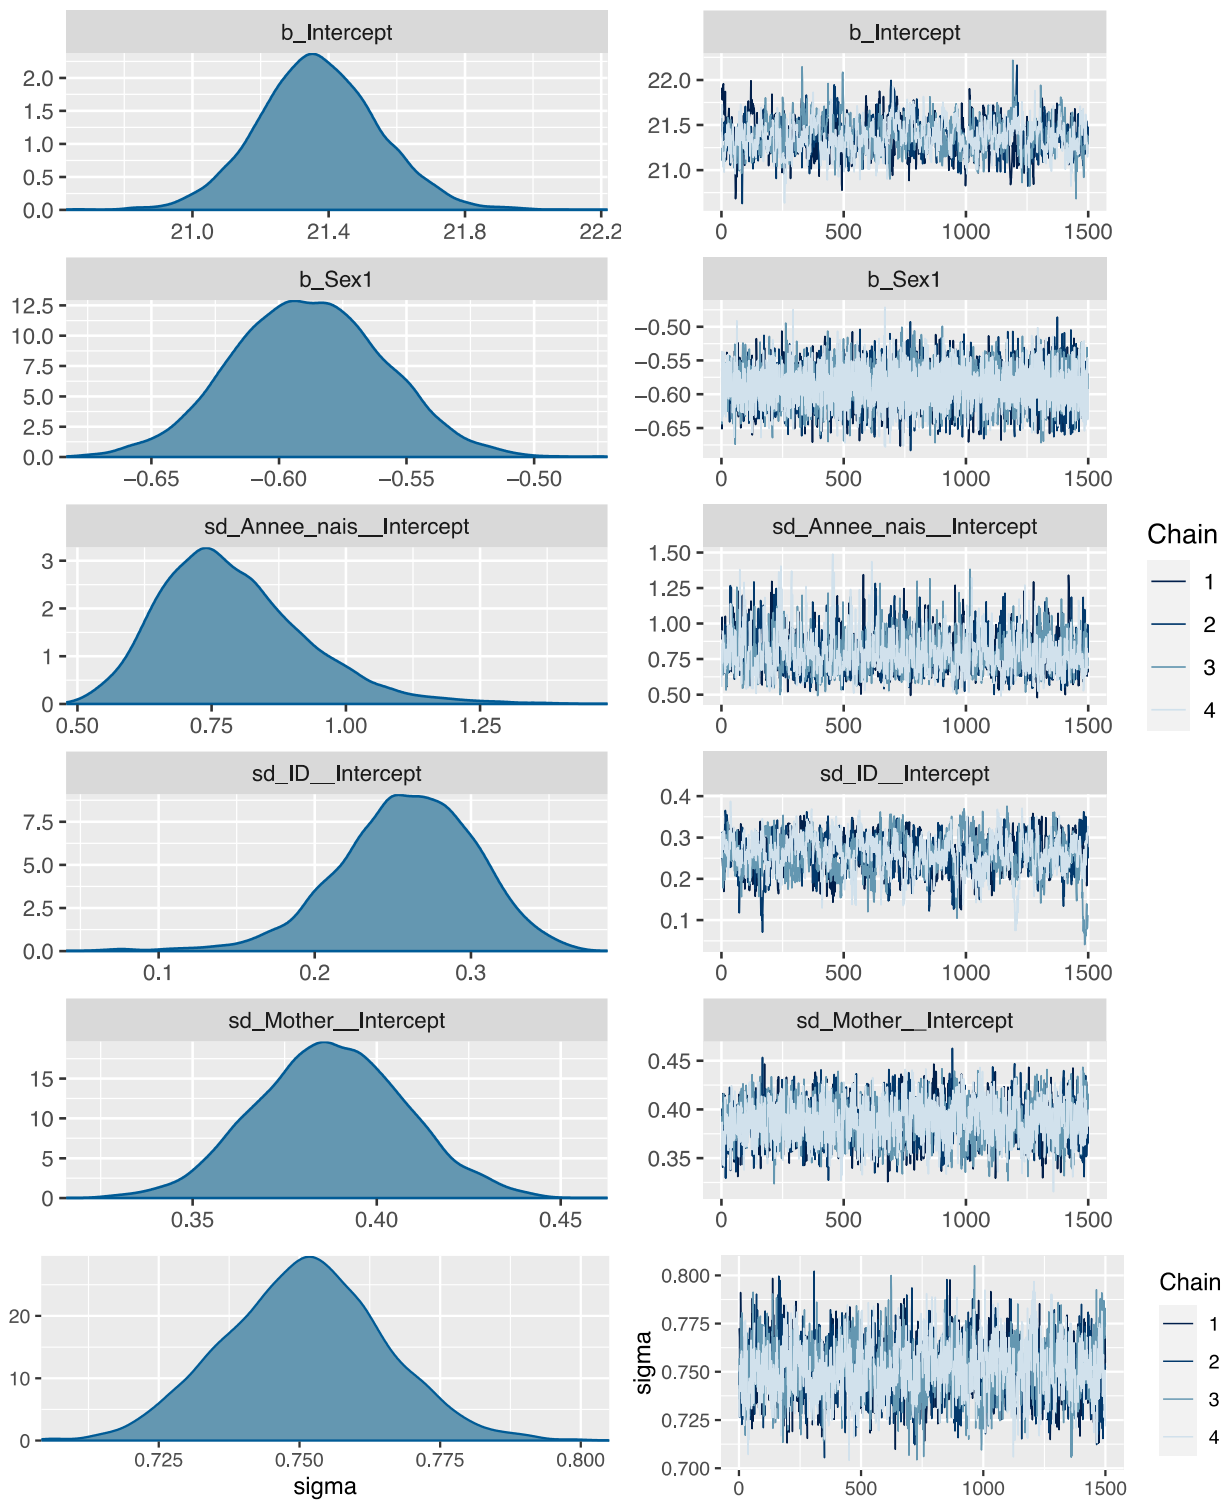 b_Intercept
2.0
1.5
1.0
0.5
0.0
21.0 21.4 21.8 22.2
b_Intercept
22.0
21.5
21.0
0 500 1000 1500
b_Sex1
12.5
10.0
7.5
5.0
2.5
0.0
−0.65 −0.60 −0.55 −0.50
b_Sex1
−0.50
−0.55
−0.60
−0.65
0 500 1000 1500
sd_Annee_nais__Intercept
3
2
1
0
0.50 0.75 1.00 1.25
sd_Annee_nais__Intercept
1.50
1.25
1.00
0.75
0.50
0 500 1000 1500
Chain
1
2
3
4
sd_ID__Intercept
7.5
5.0
2.5
0.0
0.1 0.2 0.3
sd_ID__Intercept
0.4
0.3
0.2
0.1
0 500 1000 1500
sd_Mother__Intercept
15
10
5
0
0.35 0.40 0.45
sd_Mother__Intercept
0.45
0.40
0.35
0 500 1000 1500
20
10
0
0.725 0.750 0.775 0.800
sigma
sigma
0.800
0.775
0.750
0.725
0.700
0 500 1000 1500
Chain
1
2
3
4